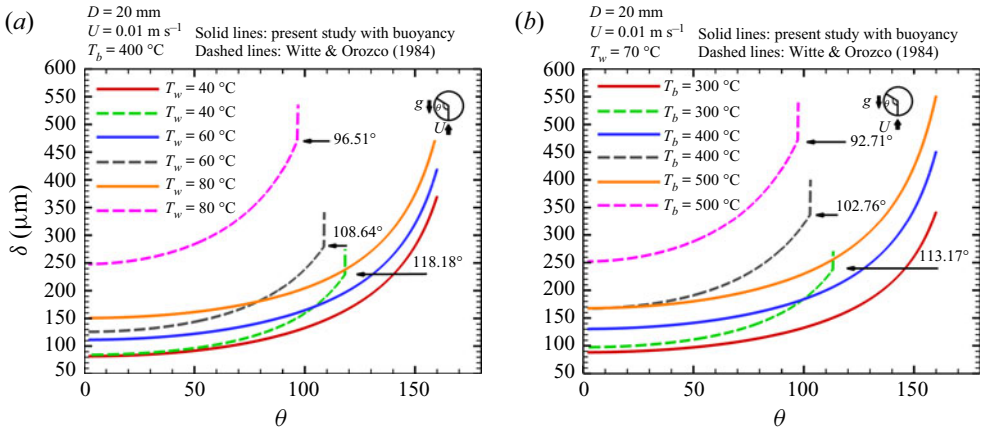 (a)
D = 20 mm
U = 0.01 m s⁻¹
T_b = 400 °C
Solid lines: present study with buoyancy
Dashed lines: Witte & Orozco (1984)
600
550
500
450
400
350
300
250
200
150
100
50
δ (μm)
T_w = 40 °C
T_w = 40 °C
T_w = 60 °C
T_w = 60 °C
T_w = 80 °C
T_w = 80 °C
g
θ
U
96.51°
108.64°
118.18°
0
50
100
150
θ
(b)
D = 20 mm
U = 0.01 m s⁻¹
T_w = 70 °C
Solid lines: present study with buoyancy
Dashed lines: Witte & Orozco (1984)
600
550
500
450
400
350
300
250
200
150
100
50
T_b = 300 °C
T_b = 300 °C
T_b = 400 °C
T_b = 400 °C
T_b = 500 °C
T_b = 500 °C
g
θ
U
92.71°
102.76°
113.17°
0
50
100
150
θ